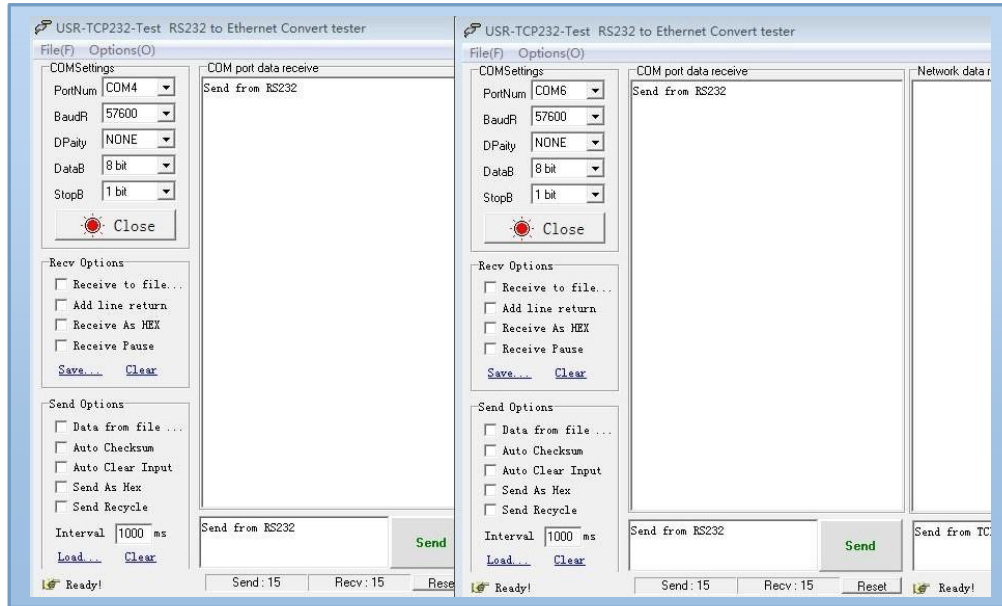 USR-TCP232-Test RS232 to Ethernet Convert tester
File(F) Options(O)
COMSettings
PortNum COM4
BaudR 57600
DPaity NONE
DataB 8 bit
StopB 1 bit
Close
Recv Options
Receive to file...
Add line return
Receive As HEX
Receive Pause
Save... Clear
Send Options
Data from file ...
Auto Checksum
Auto Clear Input
Send As Hex
Send Recycle
Interval 1000 ms
Load... Clear
Ready!
COM port data receive
Send from RS232
Send from RS232
Send
Send : 15 Recv : 15 Rese
USR-TCP232-Test RS232 to Ethernet Convert tester
File(F) Options(O)
COMSettings
PortNum COM6
BaudR 57600
DPaity NONE
DataB 8 bit
StopB 1 bit
Close
Recv Options
Receive to file...
Add line return
Receive As HEX
Receive Pause
Save... Clear
Send Options
Data from file ...
Auto Checksum
Auto Clear Input
Send As Hex
Send Recycle
Interval 1000 ms
Load... Clear
Ready!
COM port data receive
Send from RS232
Send from RS232
Send
Send : 15 Recv : 15 Reset
Network data r
Send from TC
Ready!